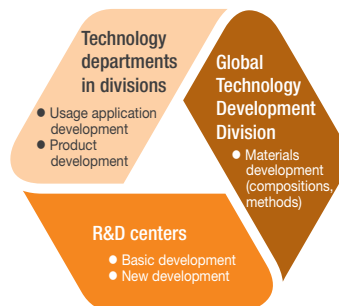 Technology
departments
in divisions
● Usage application
development
● Product
development
Global
Technology
Development
Division
● Materials
development
(compositions,
methods)
R&D centers
● Basic development
● New development